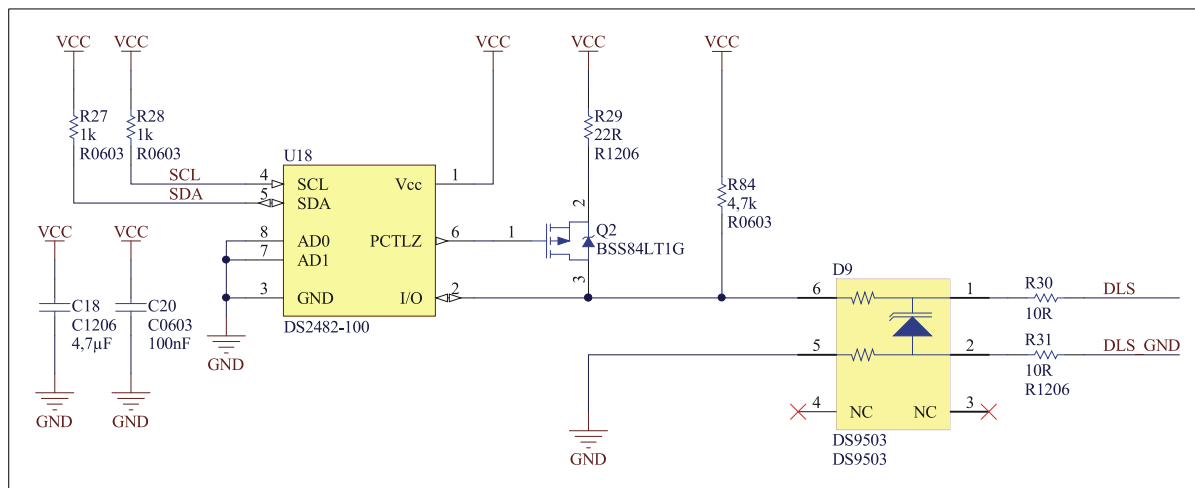 VCC
VCC
VCC
VCC
VCC
R27
1k
R0603
R28
1k
R0603
R29
22R
R1206
U18
SCL
4
SCL
Vcc
1
SDA
5
SDA
R84
4,7k
R0603
2
VCC
VCC
8
AD0
PCTLZ
6
1
Q2
BSS84LT1G
7
AD1
3
D9
C18
C1206
4,7µF
C20
C0603
100nF
3
GND
I/O
2
6
1
R30
10R
DLS
DS2482-100
GND
5
2
R31
10R
R1206
DLS_GND
GND
GND
4
NC
NC
3
GND
DS9503
DS9503